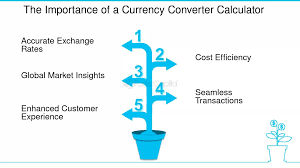 The Importance of a Currency Converter Calculator
1
Accurate Exchange
Rates
2
Cost Efficiency
3
Global Market Insights
4
Seamless
Transactions
5
Enhanced Customer
Experience
$ $